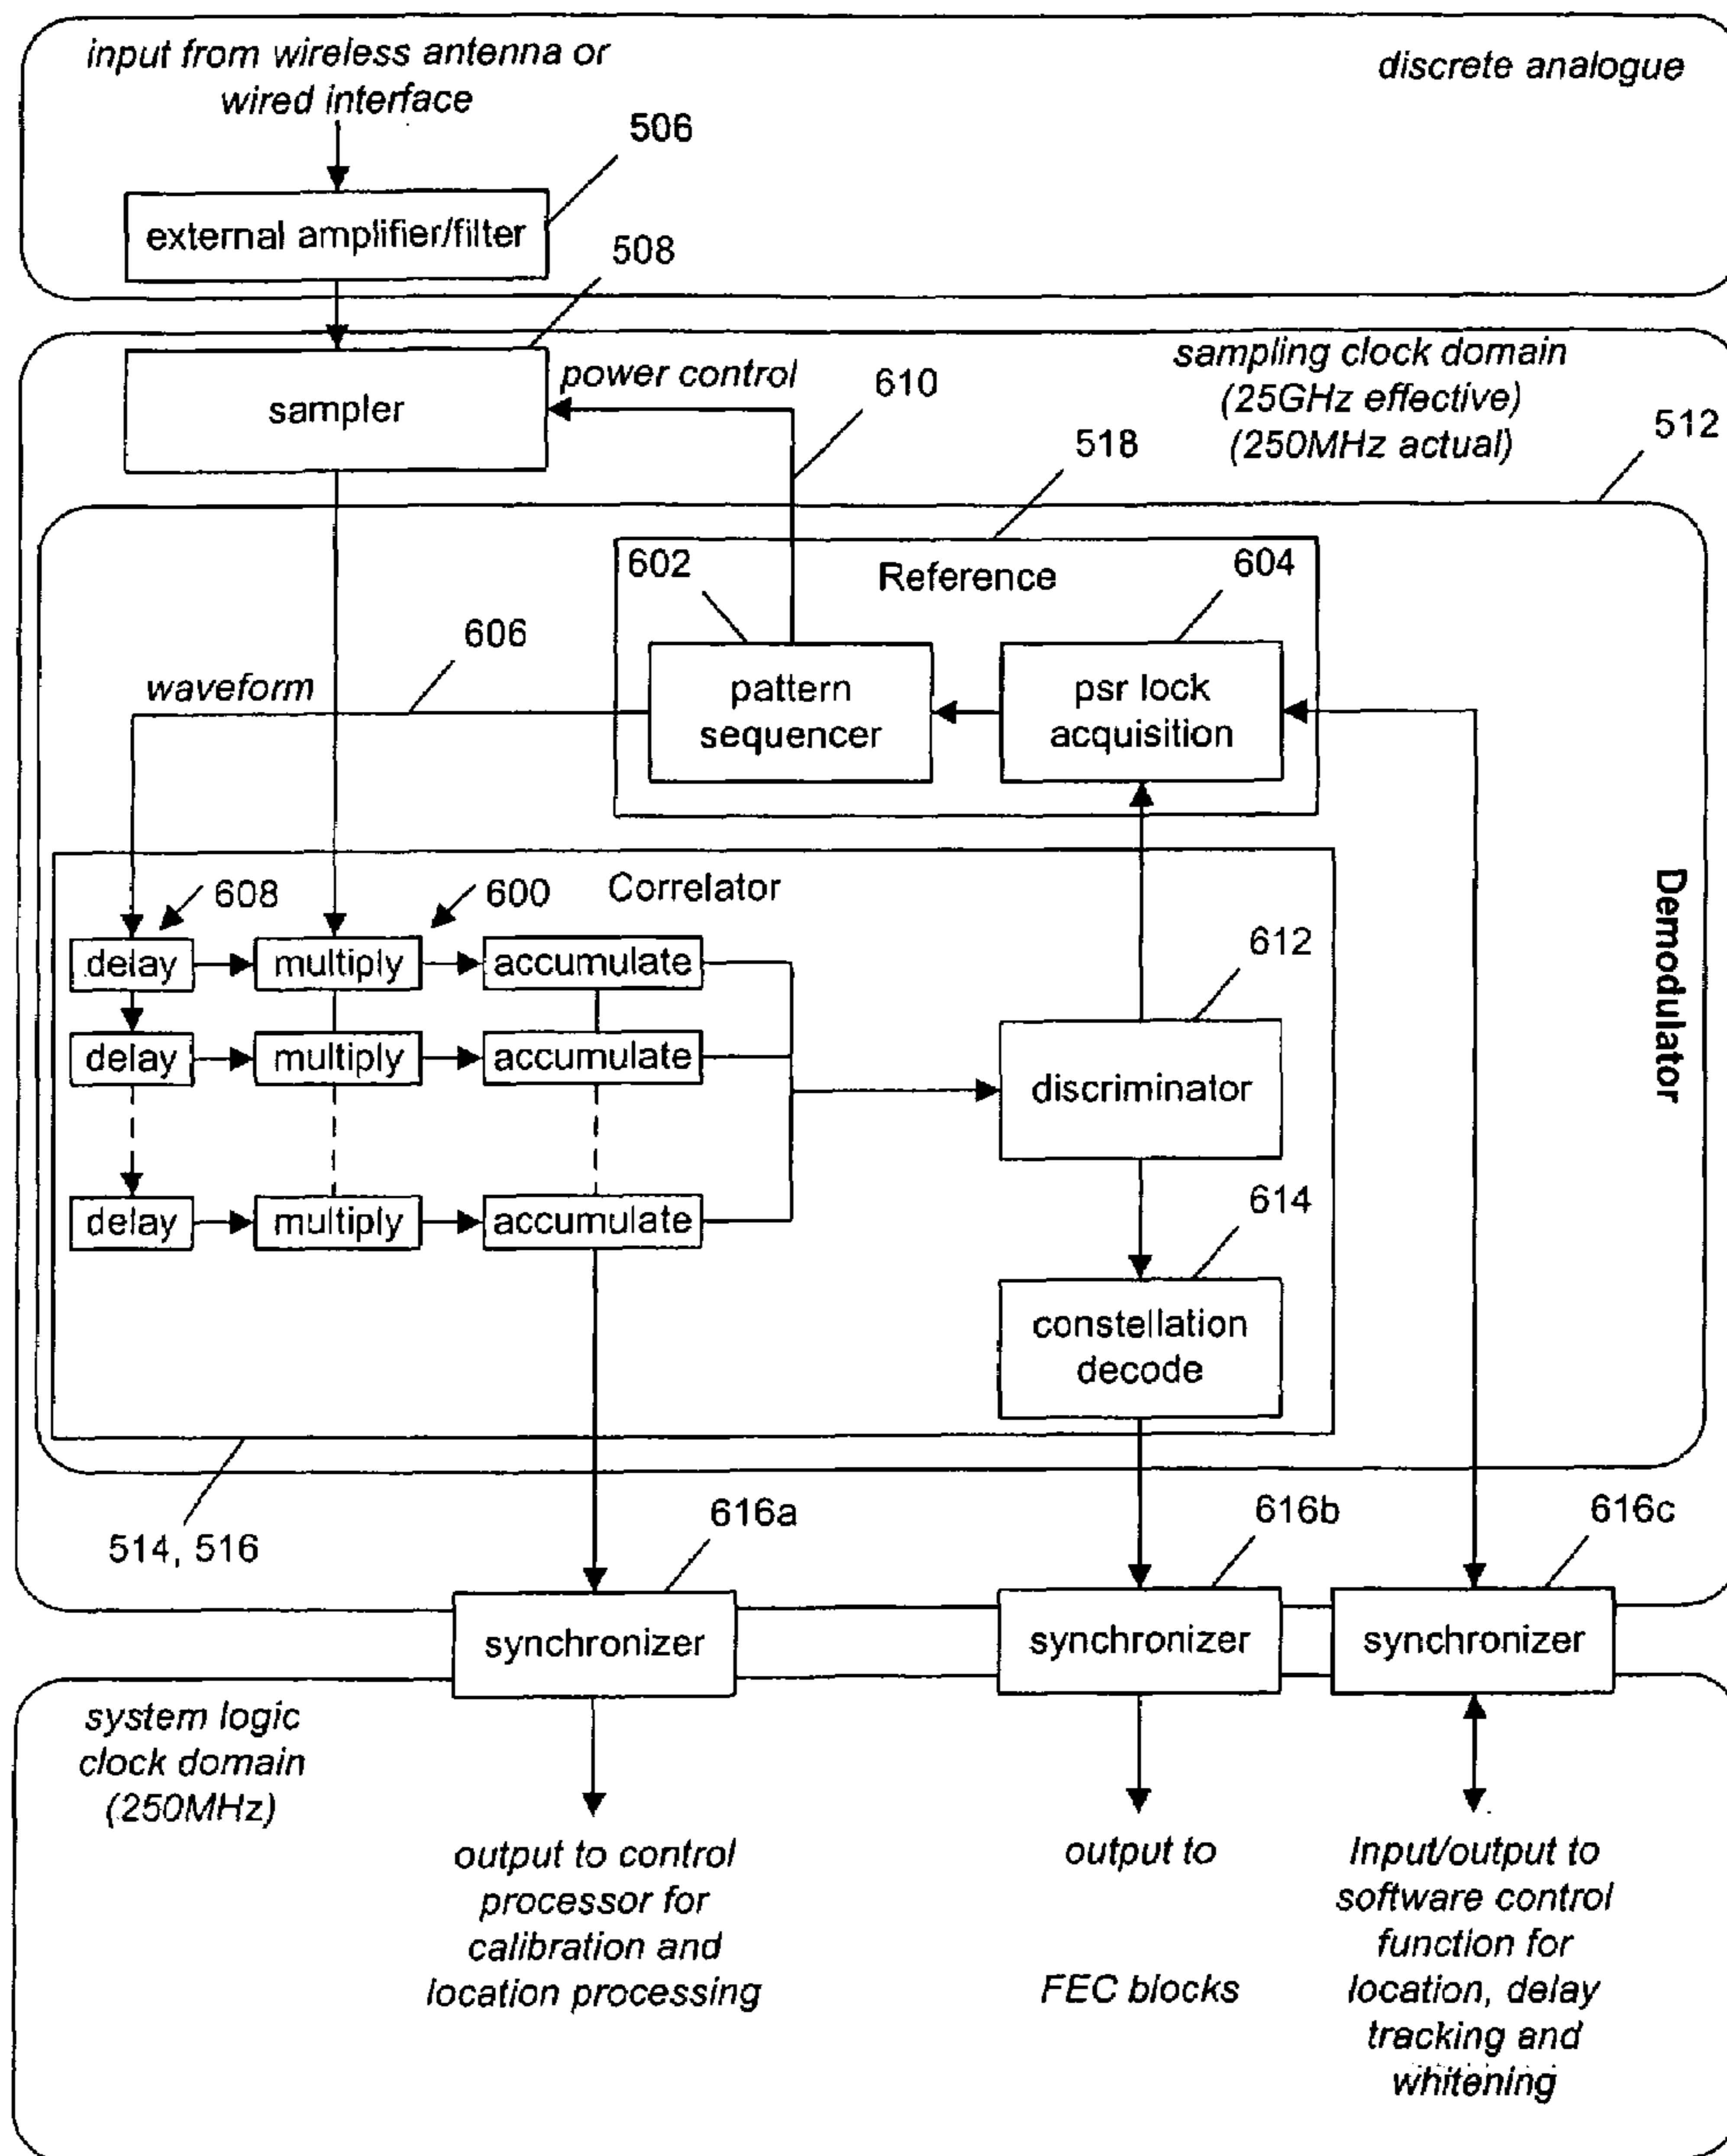 input from wireless antenna or
wired interface
discrete analogue
506
external amplifier/filter
508
sampler
power control
610
sampling clock domain
(25GHz effective)
(250MHz actual)
512
518
602
Reference
604
606
waveform
pattern
sequencer
psr lock
acquisition
Demodulator
608
600
Correlator
612
delay
multiply
accumulate
delay
multiply
accumulate
discriminator
delay
multiply
accumulate
614
constellation
decode
514, 516
616a
616b
616c
synchronizer
synchronizer
synchronizer
system logic
clock domain
(250MHz)
output to control
processor for
calibration and
location processing
output to
FEC blocks
Input/output to
software control
function for
location, delay
tracking and
whitening